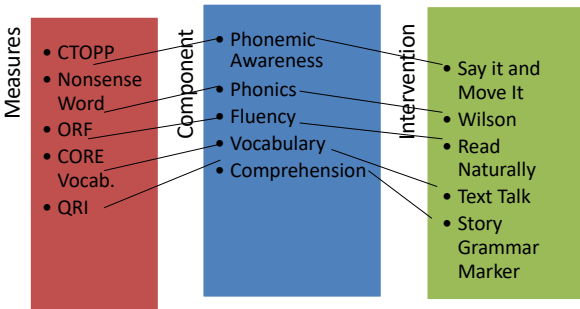 Measures
• CTOPP
• Nonsense
Word
• ORF
• CORE
Vocab.
• QRI
Component
• Phonemic
Awareness
• Phonics
• Fluency
• Vocabulary
• Comprehension
Intervention
• Say it and
Move It
• Wilson
• Read
Naturally
• Text Talk
• Story
Grammar
Marker